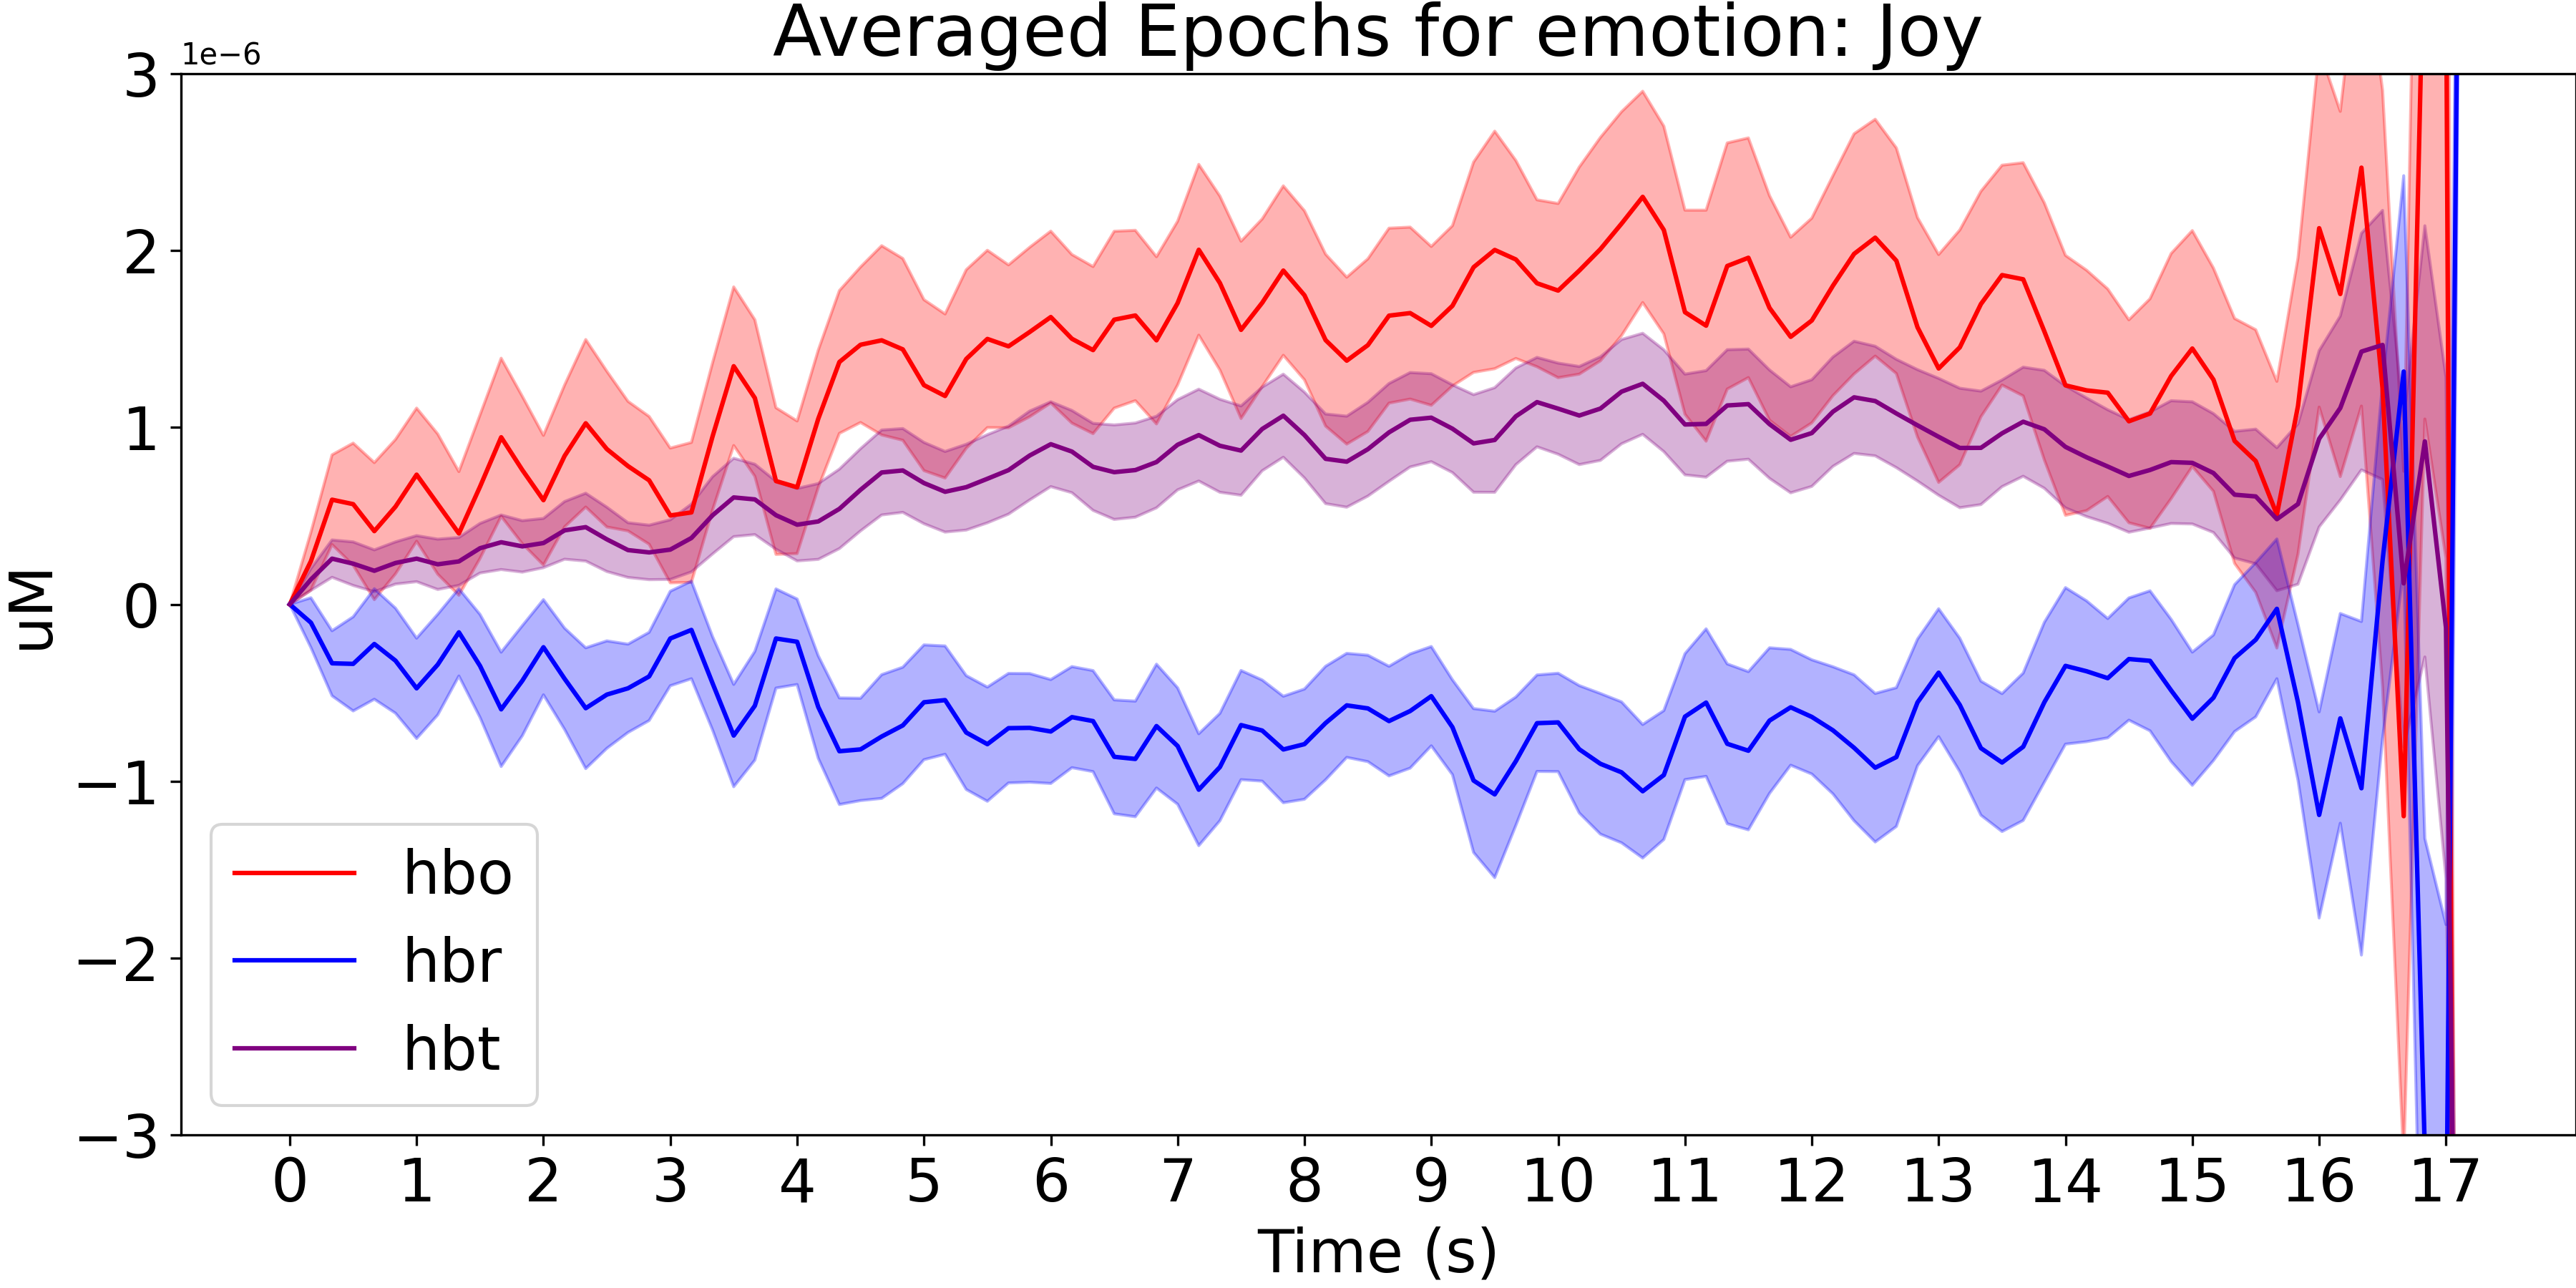 Averaged Epochs for emotion: Joy
1e−6
3
2
1
0
−1
−2
−3
uM
hbo
hbr
hbt
0 1 2 3 4 5 6 7 8 9 10 11 12 13 14 15 16 17
Time (s)